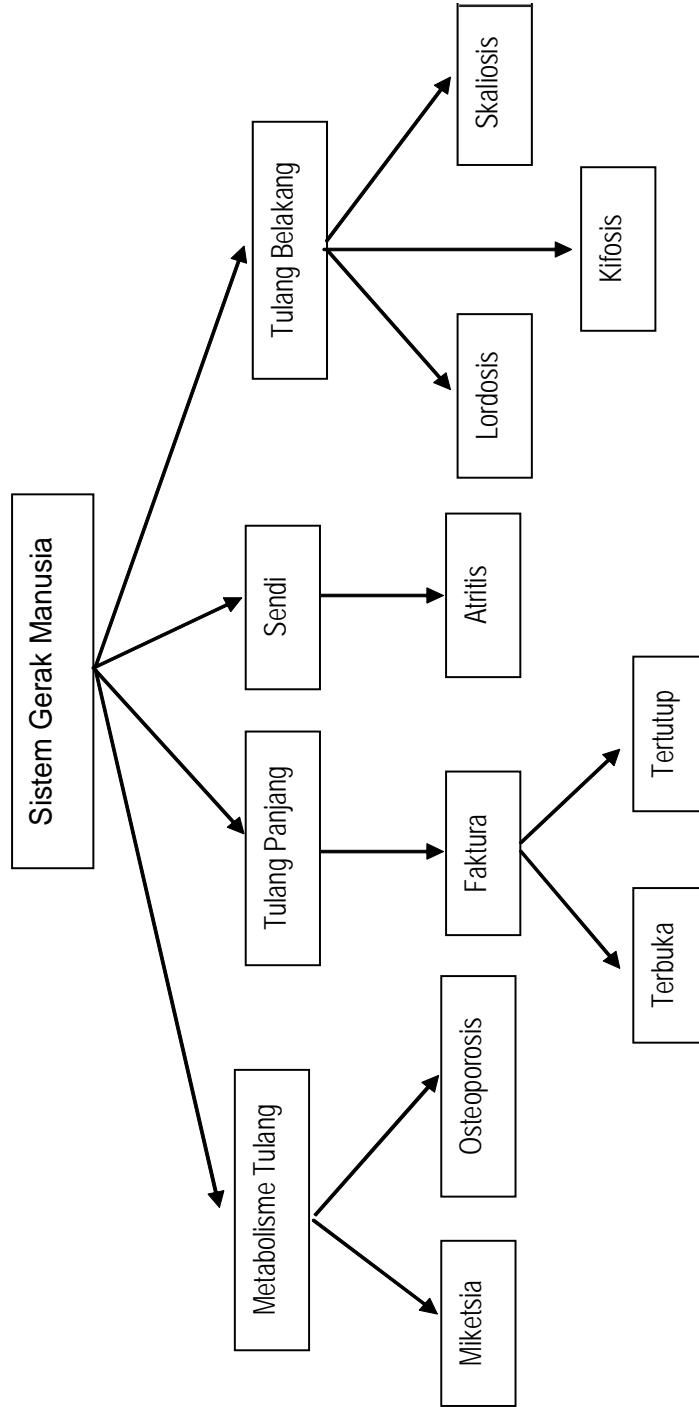 Sistem Gerak Manusia
Metabolisme Tulang
Tulang Panjang
Sendi
Tulang Belakang
Miketsia
Osteoporosis
Faktura
Atritis
Lordosis
Kifosis
Skaliosis
Terbuka
Tertutup